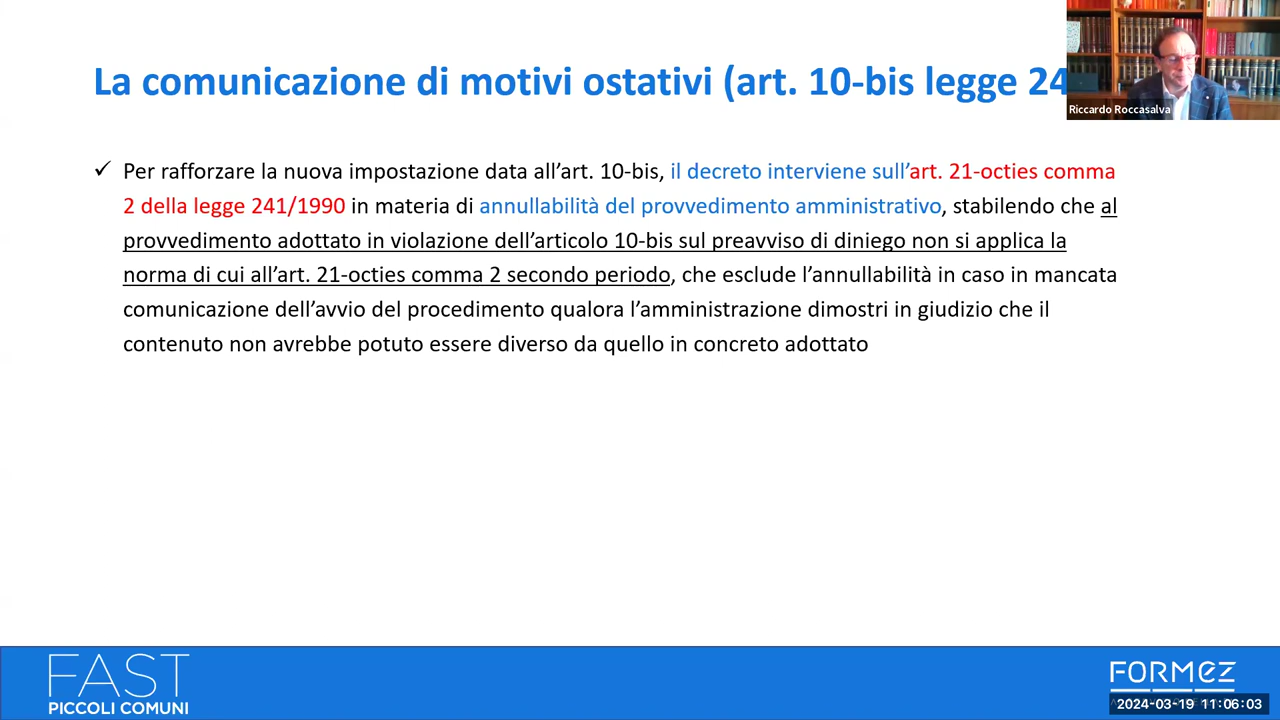 La comunicazione di motivi ostativi (art. 10-bis legge 24
Riccardo Roccasalva
✓ Per rafforzare la nuova impostazione data all’art. 10-bis, il decreto interviene sull’art. 21-octies comma
2 della legge 241/1990 in materia di annullabilità del provvedimento amministrativo, stabilendo che al
provvedimento adottato in violazione dell’articolo 10-bis sul preavviso di diniego non si applica la
norma di cui all’art. 21-octies comma 2 secondo periodo, che esclude l’annullabilità in caso in mancata
comunicazione dell’avvio del procedimento qualora l’amministrazione dimostri in giudizio che il
contenuto non avrebbe potuto essere diverso da quello in concreto adottato
FAST
PICCOLI COMUNI
FORMEZ
2024-03-19 11:06:03